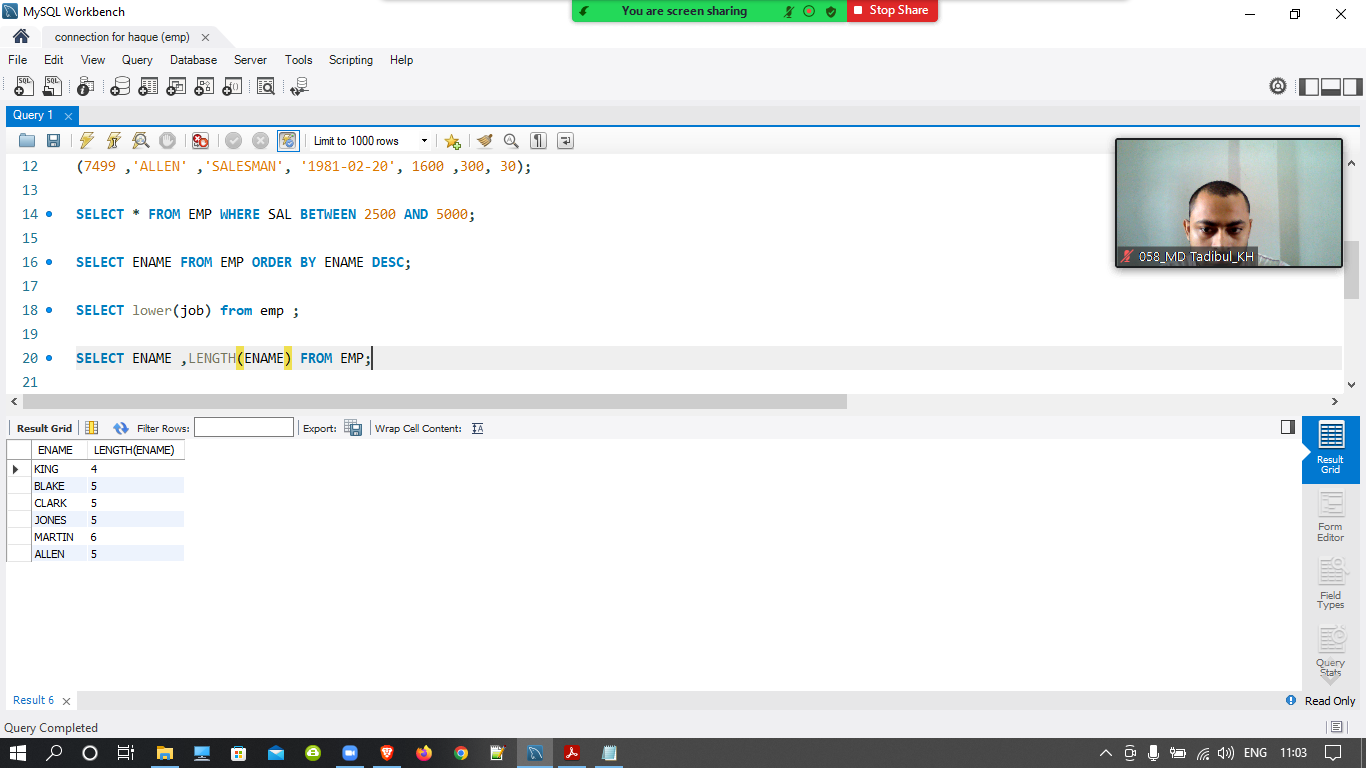 MySQL Workbench
You are screen sharing
Stop Share
connection for haque (emp)
File Edit View Query Database Server Tools Scripting Help
Query 1
Limit to 1000 rows
12 (7499 ,'ALLEN' ,'SALESMAN', '1981-02-20', 1600 ,300, 30);
13
14 SELECT * FROM EMP WHERE SAL BETWEEN 2500 AND 5000;
15
16 SELECT ENAME FROM EMP ORDER BY ENAME DESC;
17
18 SELECT lower(job) from emp ;
19
20 SELECT ENAME ,LENGTH(ENAME) FROM EMP;
21
058_MD Tadibul_KH
Result Grid Filter Rows: Export: Wrap Cell Content:
ENAME LENGTH(ENAME)
KING 4
BLAKE 5
CLARK 5
JONES 5
MARTIN 6
ALLEN 5
Result
Grid
Form
Editor
Field
Types
Query
Stats
Result 6
Read Only
Query Completed
ENG 11:03